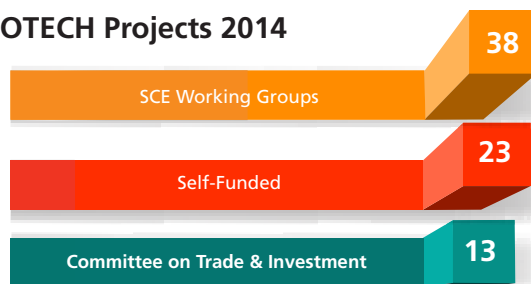 OTECH Projects 2014
38
SCE Working Groups
23
Self-Funded
13
Committee on Trade & Investment